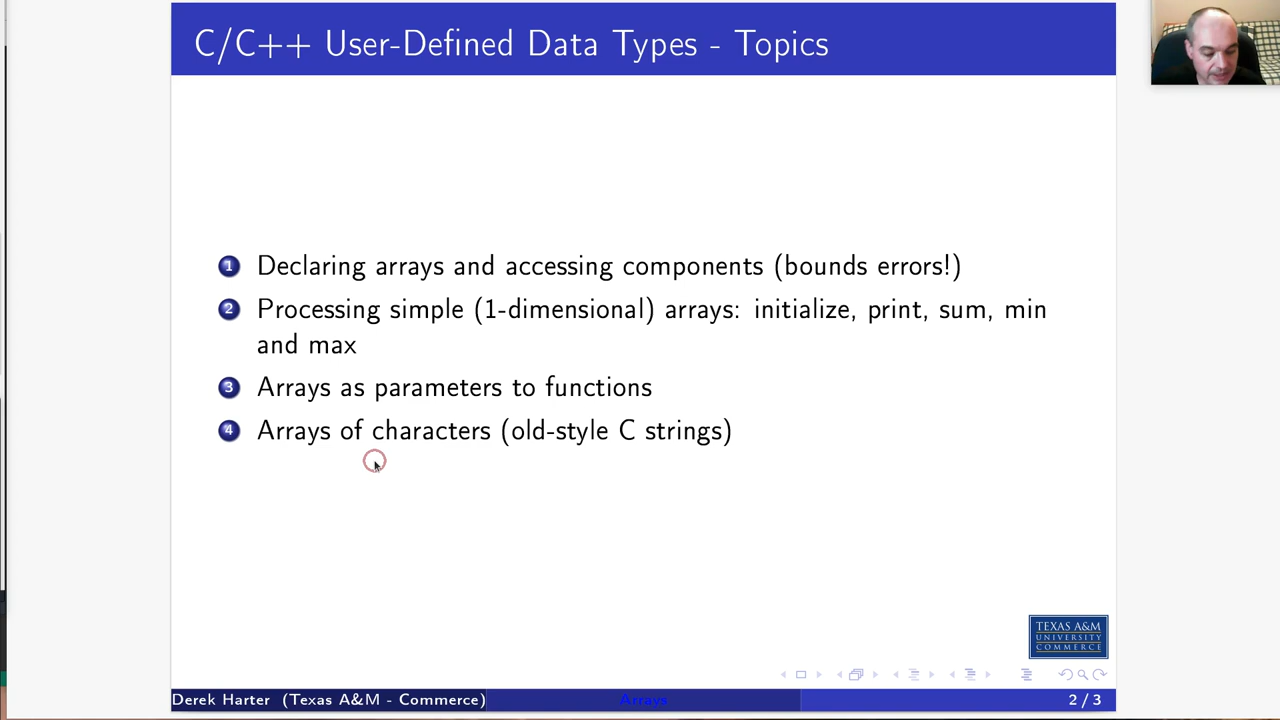 C/C++ User-Defined Data Types - Topics
1 Declaring arrays and accessing components (bounds errors!)
2 Processing simple (1-dimensional) arrays: initialize, print, sum, min
and max
3 Arrays as parameters to functions
4 Arrays of characters (old-style C strings)
TEXAS A&M
UNIVERSITY
COMMERCE
Derek Harter (Texas A&M - Commerce) Arrays 2 / 3